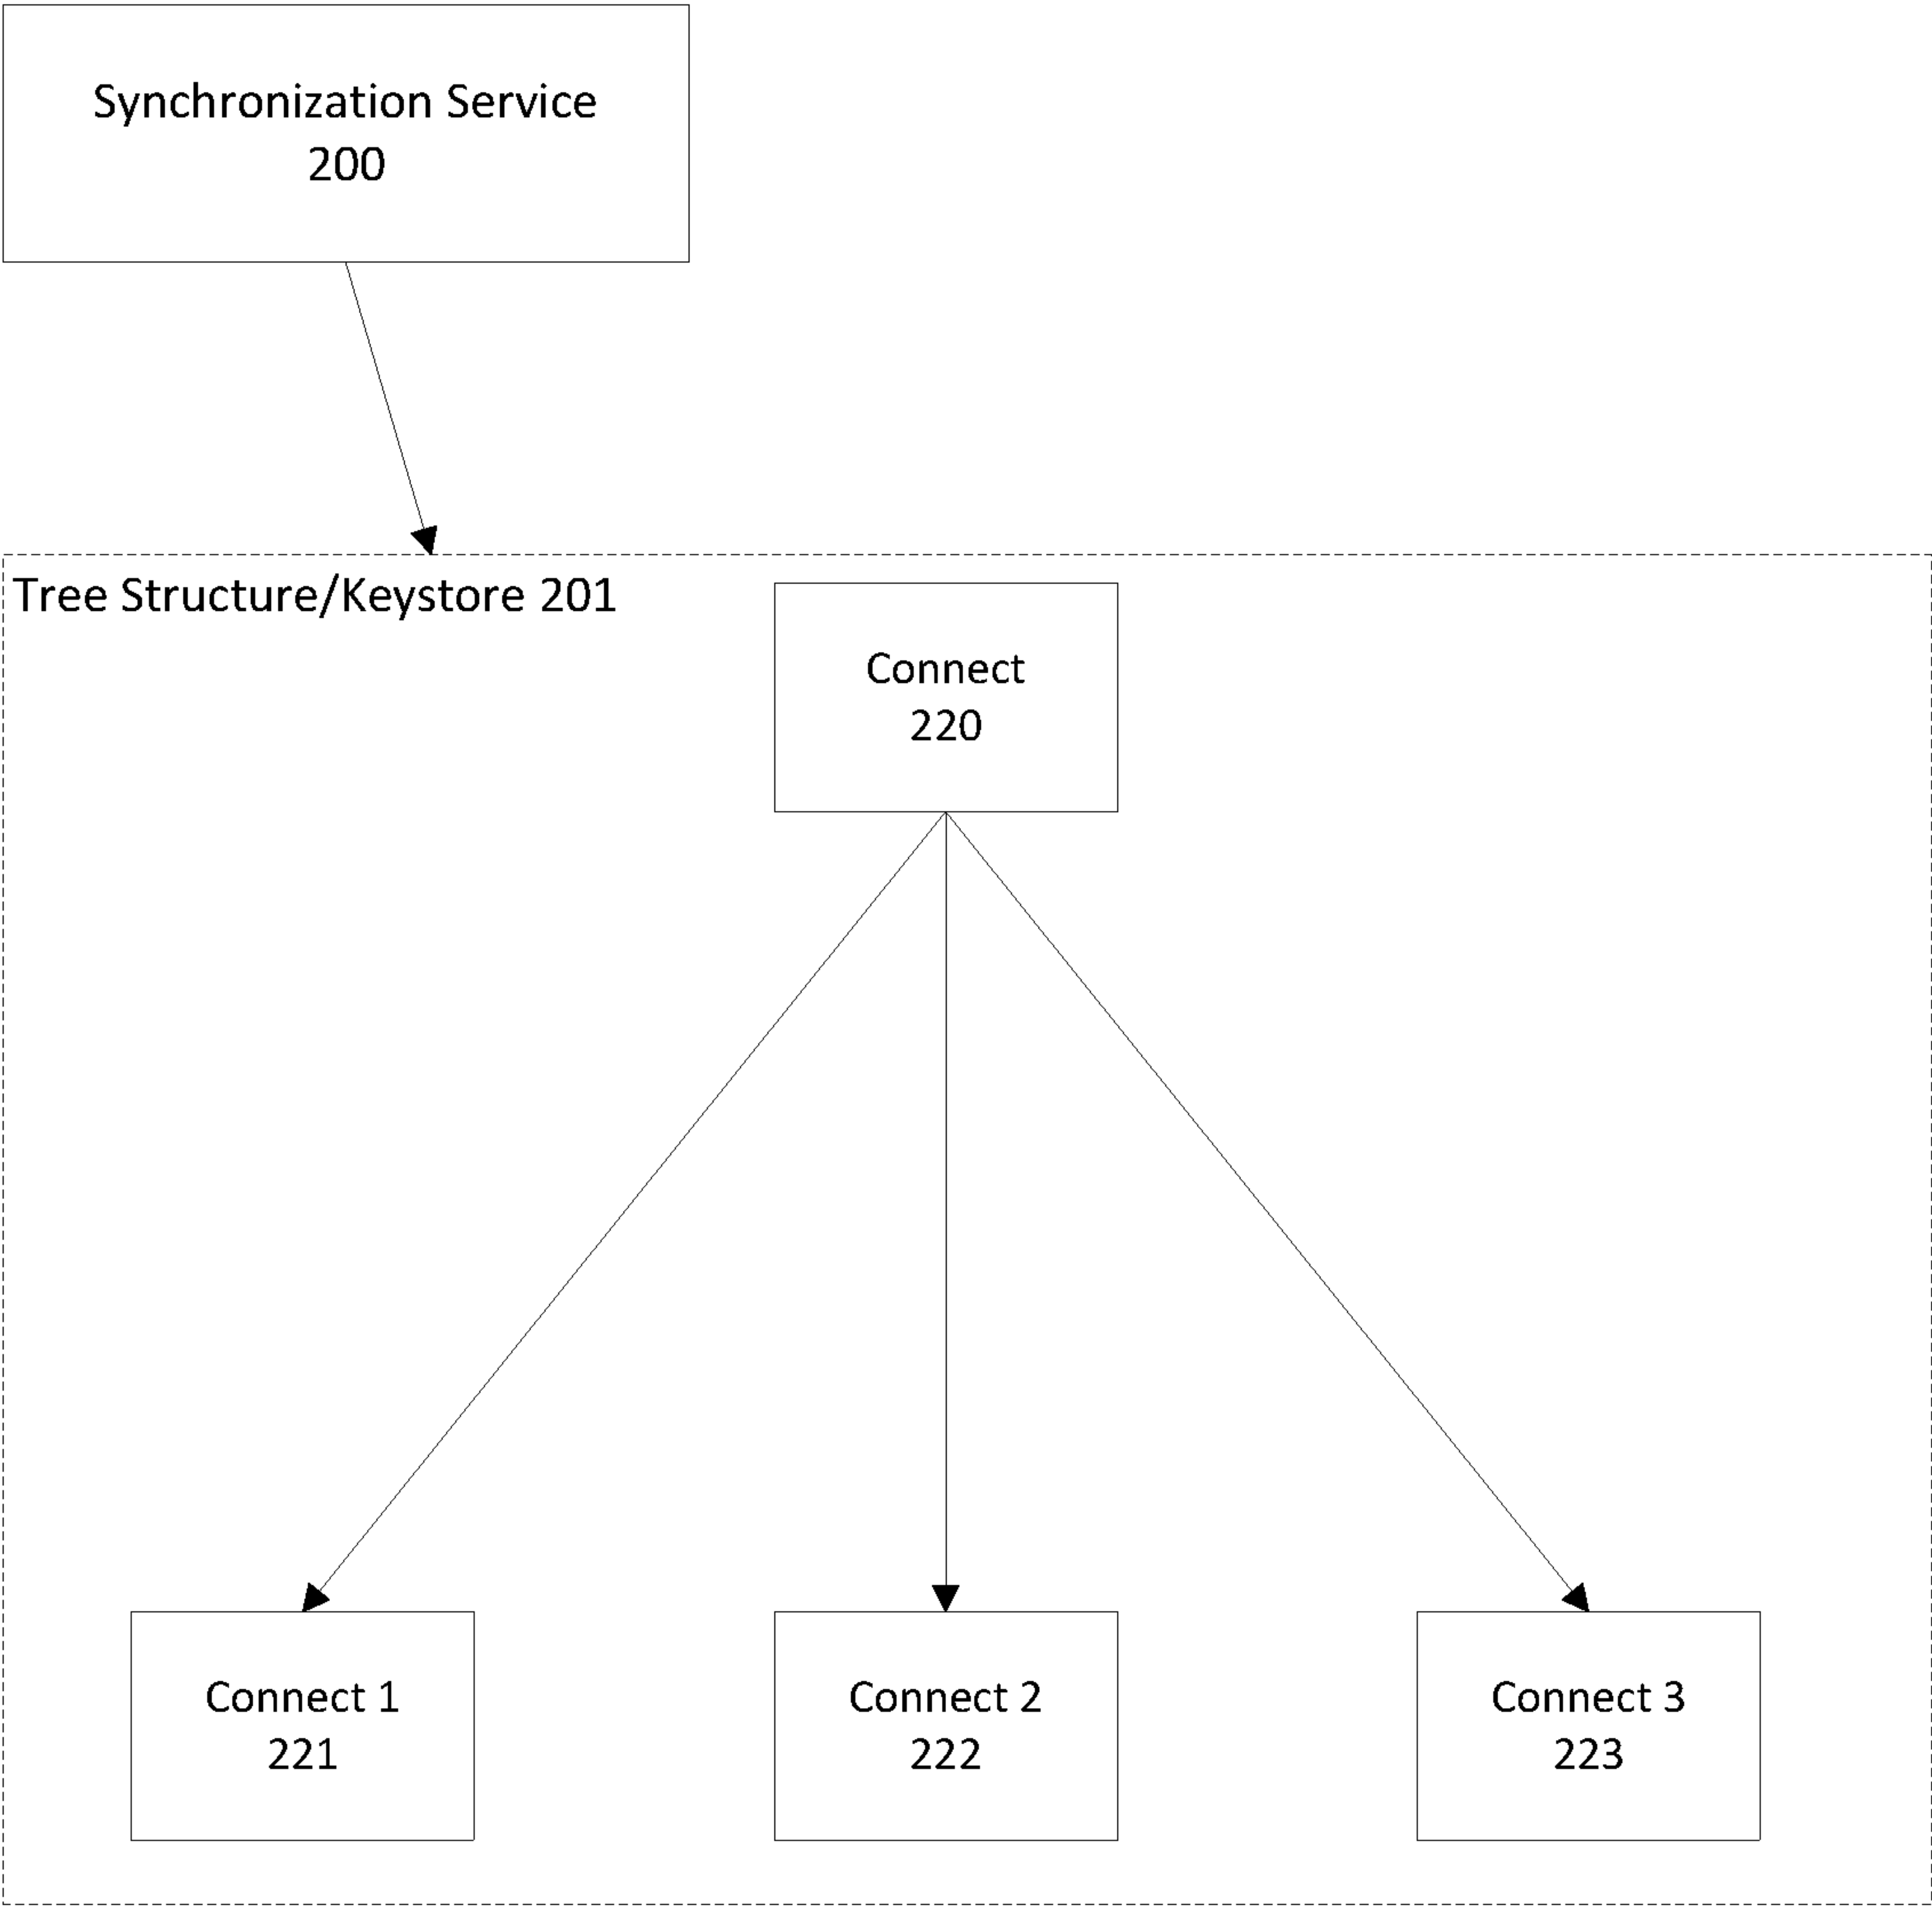 Synchronization Service
200
Tree Structure/Keystore 201
Connect
220
Connect 1
221
Connect 2
222
Connect 3
223